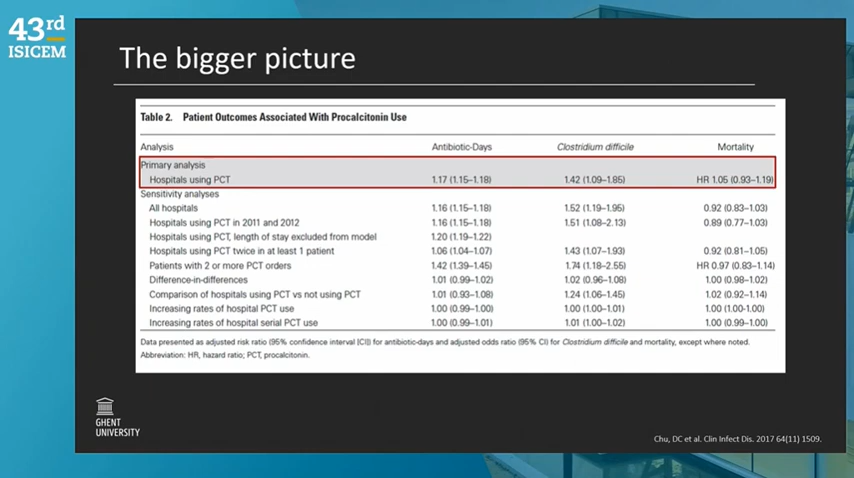 43rd
ISICEM
The bigger picture
Table 2. Patient Outcomes Associated With Procalcitonin Use
Analysis Antibiotic-Days Clostridium difficile Mortality
Primary analysis
Hospitals using PCT 1.17 (1.15–1.18) 1.42 (1.09–1.85) HR 1.05 (0.93–1.19)
Sensitivity analyses
All hospitals 1.16 (1.15–1.18) 1.52 (1.19–1.95) 0.92 (0.83–1.03)
Hospitals using PCT in 2011 and 2012 1.16 (1.15–1.18) 1.51 (1.08–2.13) 0.89 (0.77–1.03)
Hospitals using PCT, length of stay excluded from model 1.20 (1.19–1.22)
Hospitals using PCT twice in at least 1 patient 1.06 (1.04–1.07) 1.43 (1.07–1.93) 0.92 (0.81–1.05)
Patients with 2 or more PCT orders 1.42 (1.39–1.45) 1.74 (1.18–2.55) HR 0.97 (0.83–1.14)
Difference-in-differences 1.01 (0.99–1.02) 1.02 (0.96–1.08) 1.00 (0.98–1.02)
Comparison of hospitals using PCT vs not using PCT 1.01 (0.93–1.08) 1.24 (1.06–1.45) 1.02 (0.92–1.14)
Increasing rates of hospital PCT use 1.00 (0.99–1.00) 1.00 (1.00–1.01) 1.00 (1.00-1.00)
Increasing rates of hospital serial PCT use 1.00 (0.99–1.01) 1.01 (1.00–1.02) 1.00 (0.99–1.00)
Data presented as adjusted risk ratio (95% confidence interval [CI]) for antibiotic-days and adjusted odds ratio (95% CI) for Clostridium difficile and mortality, except where noted.
Abbreviation: HR, hazard ratio; PCT, procalcitonin.
GHENT
UNIVERSITY
Chu, DC et al. Clin Infect Dis. 2017 64(11) 1509.